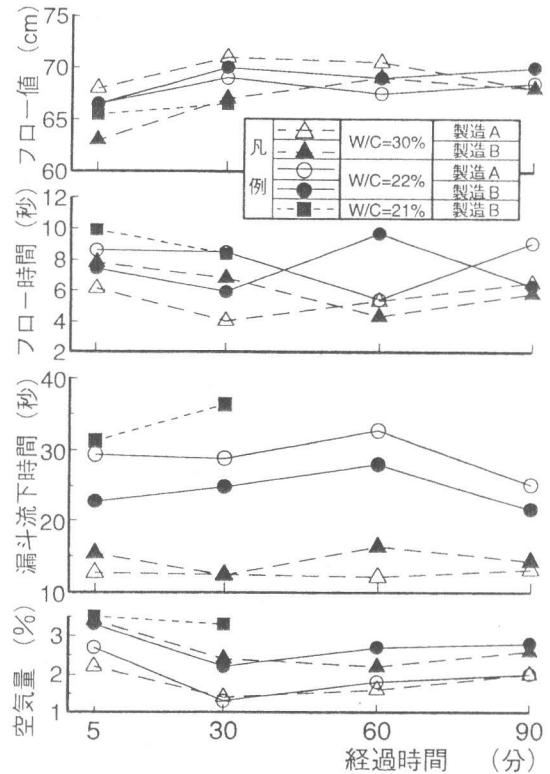 フロー値 (cm)
75
70
65
60
凡例
W/C=30%
製造A
製造B
W/C=22%
製造A
製造B
W/C=21%
製造B
フロー時間 (秒)
12
10
8
6
4
2
漏斗流下時間 (秒)
40
30
20
10
空気量 (%)
3
2
1
5 30 60 90
経過時間 (分)